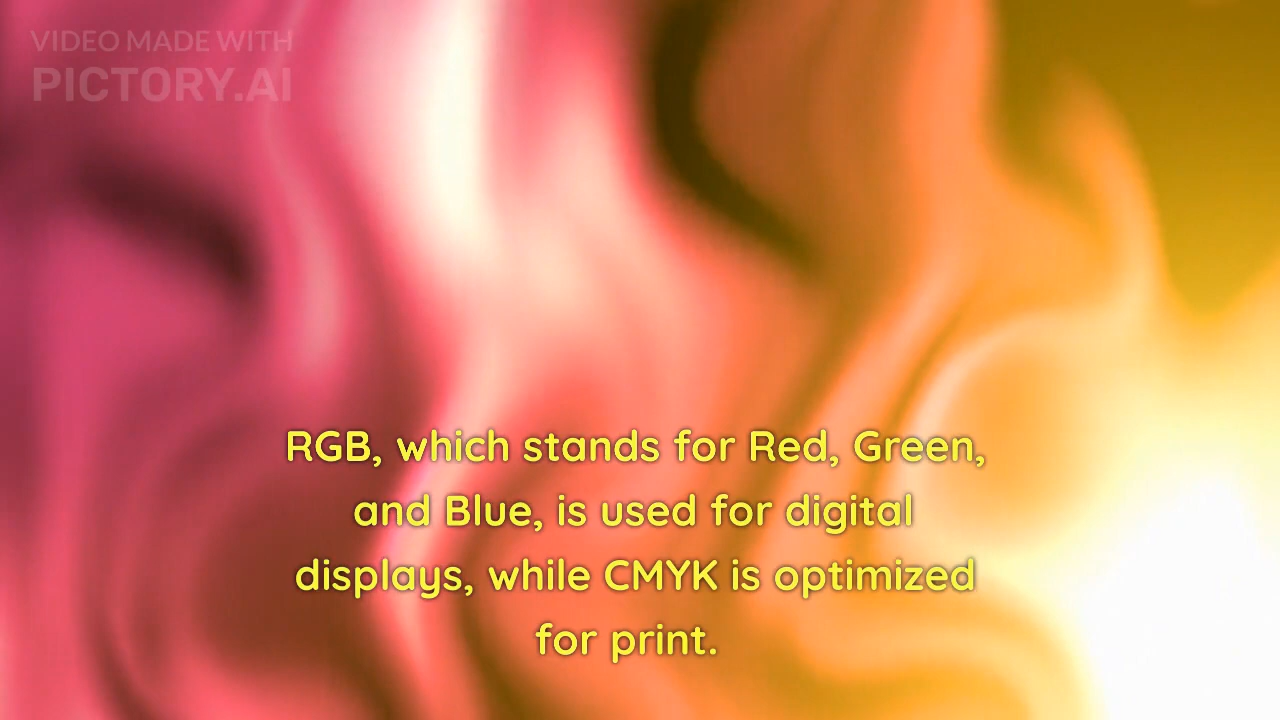 VIDEO MADE WITH
PICTORY.AI
RGB, which stands for Red, Green,
and Blue, is used for digital
displays, while CMYK is optimized
for print.